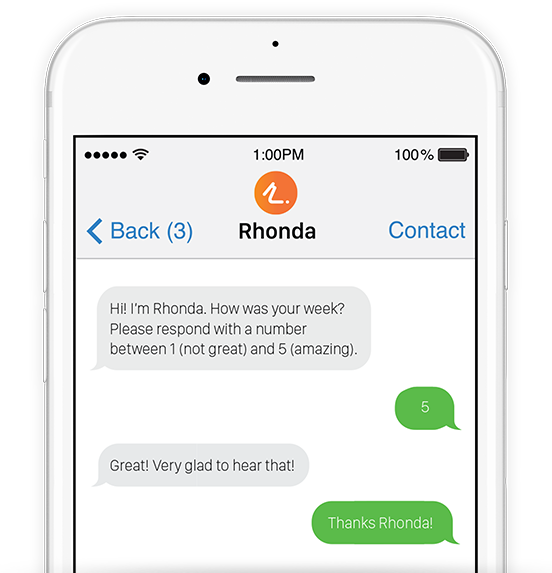 1:00PM 100%
r.
Back (3) Rhonda Contact
Hi! I'm Rhonda. How was your week?
Please respond with a number
between 1 (not great) and 5 (amazing).
5
Great! Very glad to hear that!
Thanks Rhonda!